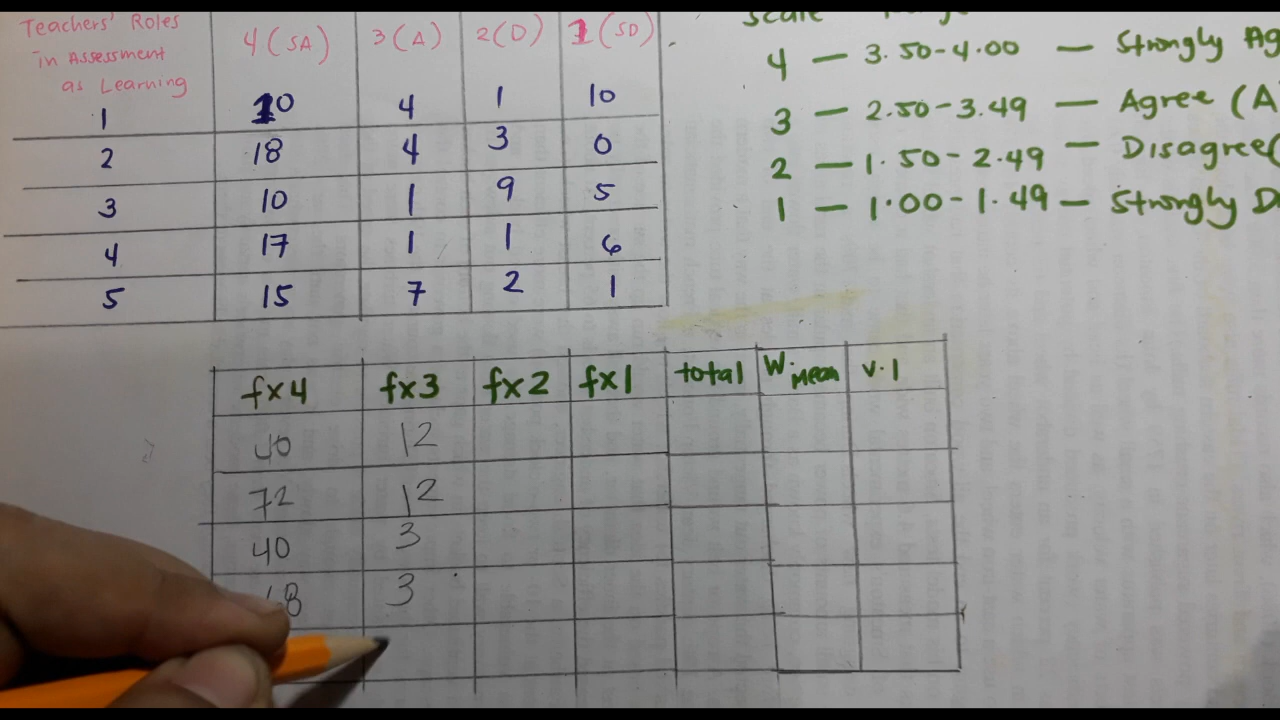 Teachers' Roles in Assessment as Learning 4 (SA) 3 (A) 2 (D) 1 (SD)
1 10 4 1 10
2 18 4 3 0
3 10 1 9 5
4 17 1 1 6
5 15 7 2 1
4 — 3.50-4.00 — Strongly Ag
3 — 2.50-3.49 — Agree (A
2 — 1.50-2.49 — Disagree(
1 — 1.00-1.49 — Strongly D
fx4 fx3 fx2 fx1 total W. Mean v.1
40 12
72 12
40 3
68 3